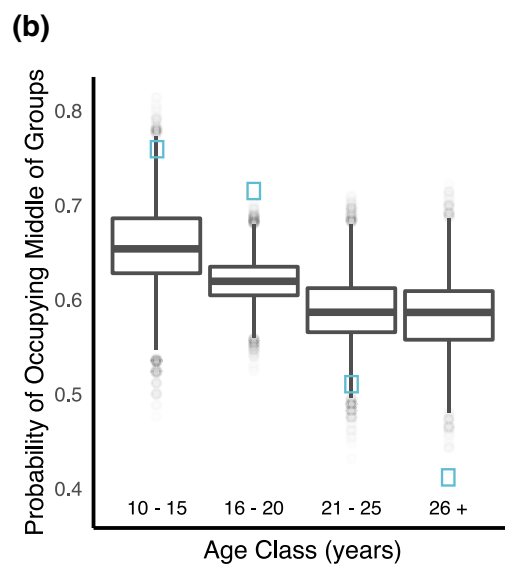 (b)
Probability of Occupying Middle of Groups
0.8
0.7
0.6
0.5
0.4
10 - 15
16 - 20
21 - 25
26 +
Age Class (years)